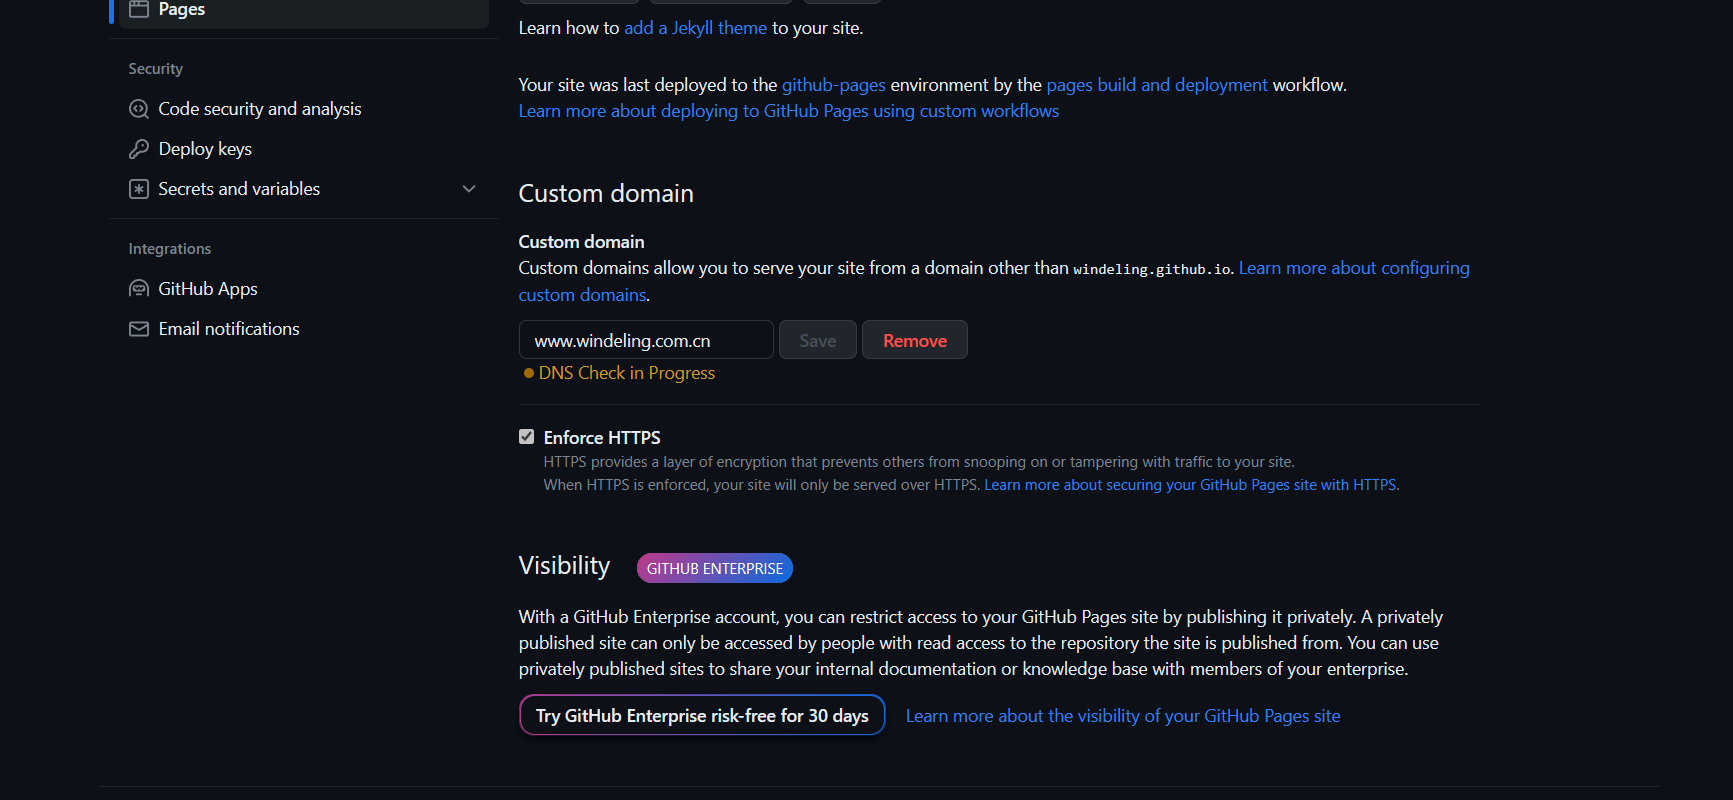 Pages
Security
Code security and analysis
Deploy keys
Secrets and variables
Integrations
GitHub Apps
Email notifications
Learn how to add a Jekyll theme to your site.
Your site was last deployed to the github-pages environment by the pages build and deployment workflow.
Learn more about deploying to GitHub Pages using custom workflows
Custom domain
Custom domain
Custom domains allow you to serve your site from a domain other than windeling.github.io. Learn more about configuring
custom domains.
www.windeling.com.cn
Save
Remove
DNS Check in Progress
Enforce HTTPS
HTTPS provides a layer of encryption that prevents others from snooping on or tampering with traffic to your site.
When HTTPS is enforced, your site will only be served over HTTPS. Learn more about securing your GitHub Pages site with HTTPS.
Visibility GITHUB ENTERPRISE
With a GitHub Enterprise account, you can restrict access to your GitHub Pages site by publishing it privately. A privately
published site can only be accessed by people with read access to the repository the site is published from. You can use
privately published sites to share your internal documentation or knowledge base with members of your enterprise.
Try GitHub Enterprise risk-free for 30 days
Learn more about the visibility of your GitHub Pages site